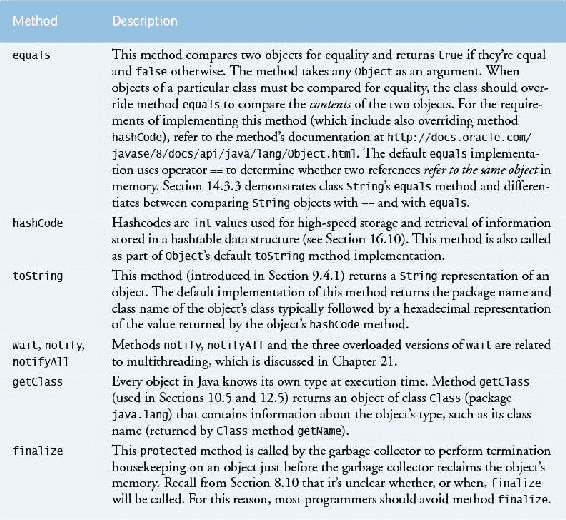 Method Description
equals This method compares two objects for equality and returns true if they're equal
and false otherwise. The method takes any Object as an argument. When
objects of a particular class must be compared for equality, the class should over-
ride method equals to compare the contents of the two objects. For the require-
ments of implementing this method (which include also overriding method
hashCode), refer to the method's documentation at http://docs.oracle.com/
javase/8/docs/api/java/lang/Object.html. The default equals implementa-
tion uses operator == to determine whether two references refer to the same object in
memory. Section 14.3.3 demonstrates class String's equals method and differen-
tiates between comparing String objects with == and with equals.
hashCode Hashcodes are int values used for high-speed storage and retrieval of information
stored in a hashtable data structure (see Section 16.10). This method is also called
as part of Object's default toString method implementation.
toString This method (introduced in Section 9.4.1) returns a String representation of an
object. The default implementation of this method returns the package name and
class name of the object's class typically followed by a hexadecimal representation
of the value returned by the object's hashCode method.
wait, notify, Methods notify, notifyAll and the three overloaded versions of wait are related
notifyAll to multithreading, which is discussed in Chapter 21.
getClass Every object in Java knows its own type at execution time. Method getClass
(used in Sections 10.5 and 12.5) returns an object of class Class (package
java.lang) that contains information about the object's type, such as its class
name (returned by Class method getName).
finalize This protected method is called by the garbage collector to perform termination
housekeeping on an object just before the garbage collector reclaims the object's
memory. Recall from Section 8.10 that it's unclear whether, or when, finalize
will be called. For this reason, most programmers should avoid method finalize.